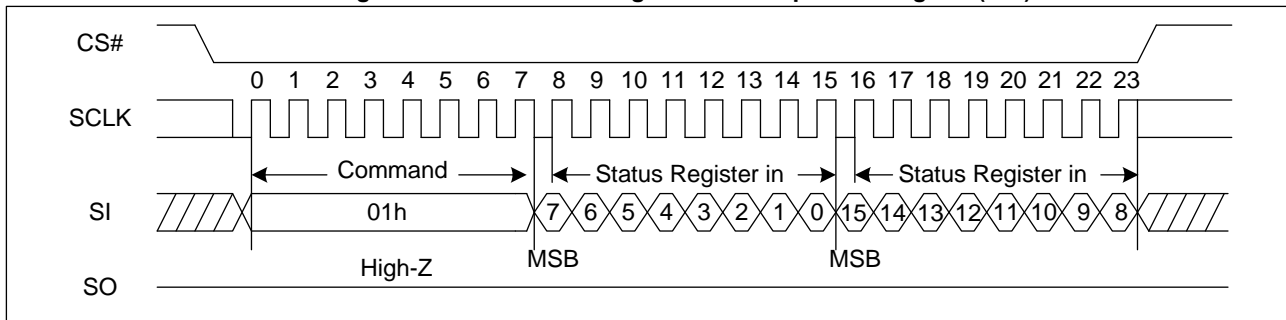 CS#
0 1 2 3 4 5 6 7 8 9 10 11 12 13 14 15 16 17 18 19 20 21 22 23
SCLK
Command Status Register in Status Register in
SI 01h 7 6 5 4 3 2 1 0 15 14 13 12 11 10 9 8
High-Z MSB MSB
SO